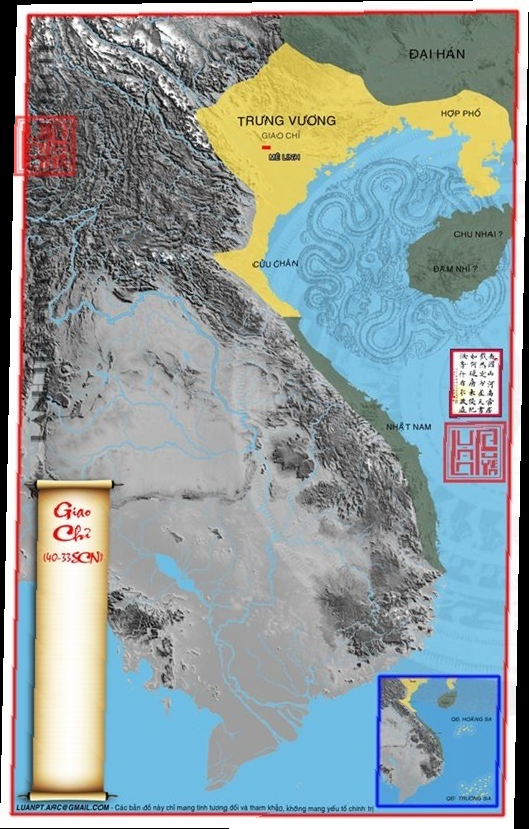 ĐẠI HÁN
TRƯNG VƯƠNG
GIAO CHỈ
MÊ LINH
HỢP PHỐ
CHU NHAI ?
ĐAM NHĨ ?
CỬU CHÂN
NHẬT NAM
Giao
Chỉ
(40-33SCN)
QĐ. HOÀNG SA
QĐ. TRƯỜNG SA
LUANPT.ARC@GMAIL.COM - Các bản đồ này chỉ mang tính tương đối và tham khảo, không mang yếu tố chính trị